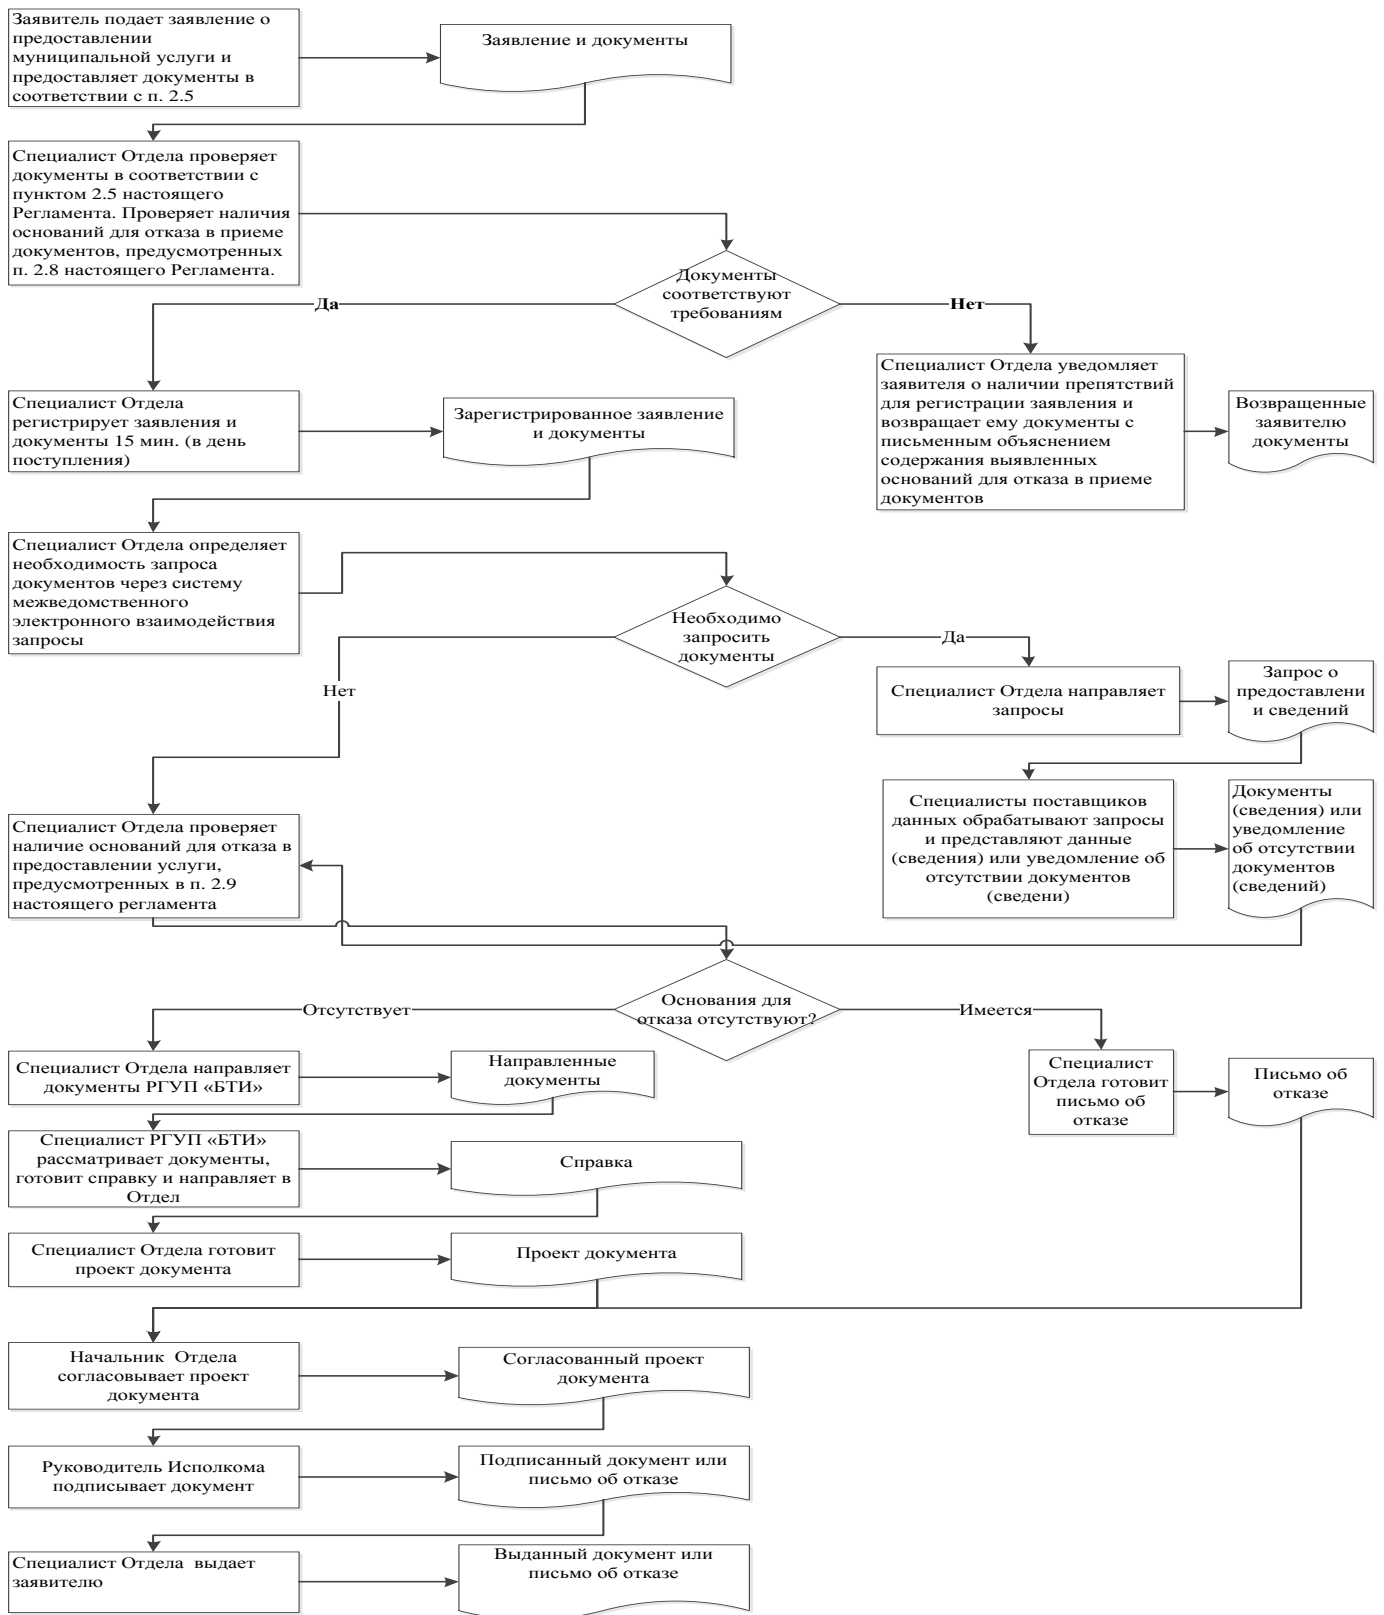 Заявитель подает заявление о
предоставлении
муниципальной услуги и
предоставляет документы в
соответствии с п. 2.5
Заявление и документы
Специалист Отдела проверяет
документы в соответствии с
пунктом 2.5 настоящего
Регламента. Проверяет наличия
оснований для отказа в приеме
документов, предусмотренных
п. 2.8 настоящего Регламента.
Документы
соответствуют
требованиям
Да
Нет
Специалист Отдела
регистрирует заявления и
документы 15 мин. (в день
поступления)
Зарегистрированное заявление
и документы
Специалист Отдела уведомляет
заявителя о наличии препятствий
для регистрации заявления и
возвращает ему документы с
письменным объяснением
содержания выявленных
оснований для отказа в приеме
документов
Возвращенные
заявителю
документы
Специалист Отдела определяет
необходимость запроса
документов через систему
межведомственного
электронного взаимодействия
запросы
Необходимо
запросить
документы
Да
Нет
Специалист Отдела направляет
запросы
Запрос о
предоставлени
и сведений
Специалисты поставщиков
данных обрабатывают запросы
и представляют данные
(сведения) или уведомление об
отсутствии документов
(сведени)
Документы
(сведения) или
уведомление
об отсутствии
документов
(сведений)
Специалист Отдела проверяет
наличие оснований для отказа в
предоставлении услуги,
предусмотренных в п. 2.9
настоящего регламента
Основания для
отказа отсутствуют?
Отсутствует
Имеется
Специалист Отдела направляет
документы РГУП «БТИ»
Направленные
документы
Специалист
Отдела готовит
письмо об
отказе
Письмо об
отказе
Специалист РГУП «БТИ»
рассматривает документы,
готовит справку и направляет в
Отдел
Справка
Специалист Отдела готовит
проект документа
Проект документа
Начальник  Отдела
согласовывает проект
документа
Согласованный проект
документа
Руководитель Исполкома
подписывает документ
Подписанный документ или
письмо об отказе
Специалист Отдела  выдает
заявителю
Выданный документ или
письмо об отказе